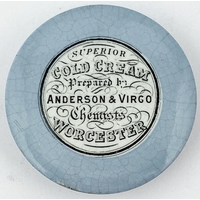 SUPERIOR
COLD CREAM
Prepared by
ANDERSON & VIRGO
Chemists
WORCESTER